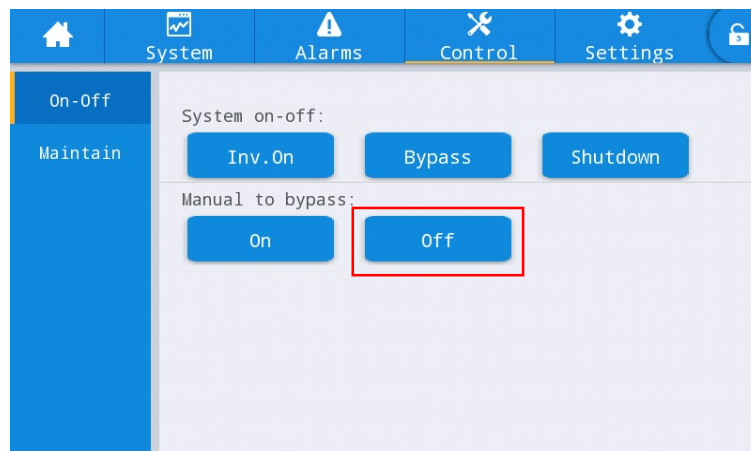 System Alarms Control Settings
On-Off
Maintain
System on-off:
Inv.On Bypass Shutdown
Manual to bypass:
On Off